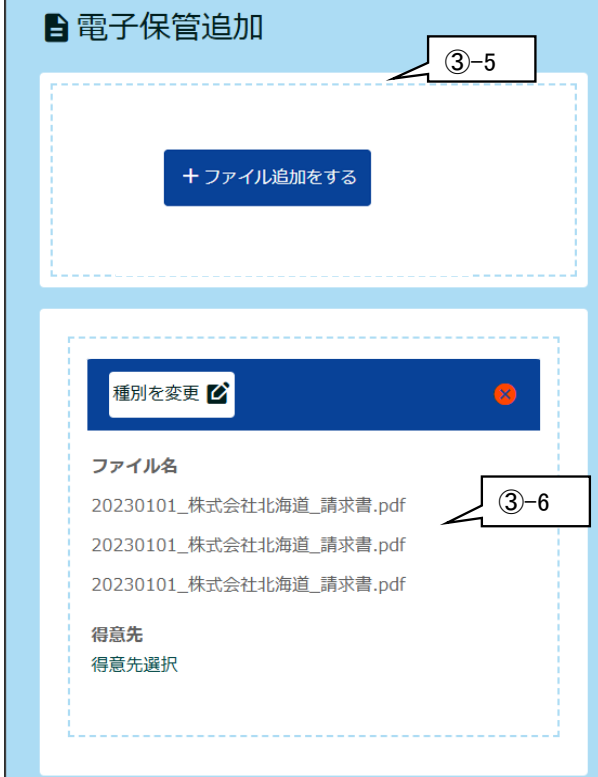 電子保管追加
③-5
+ ファイル追加をする
種別を変更
ファイル名
20230101_株式会社北海道_請求書.pdf
③-6
20230101_株式会社北海道_請求書.pdf
20230101_株式会社北海道_請求書.pdf
得意先
得意先選択